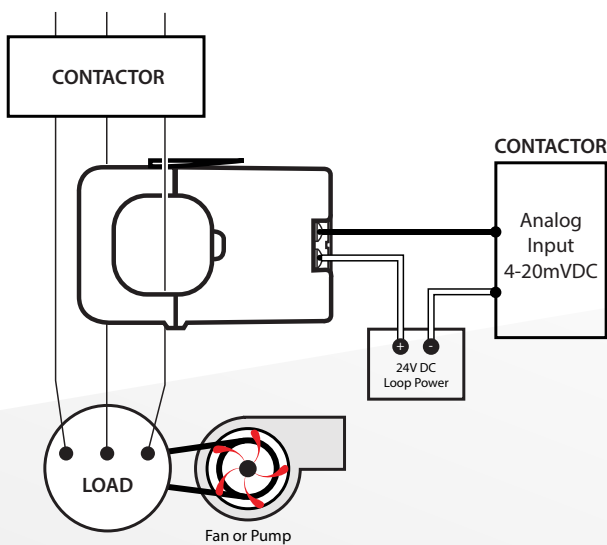 CONTACTOR
CONTACTOR
Analog
Input
4-20mVDC
+ -
24V DC
Loop Power
LOAD
Fan or Pump